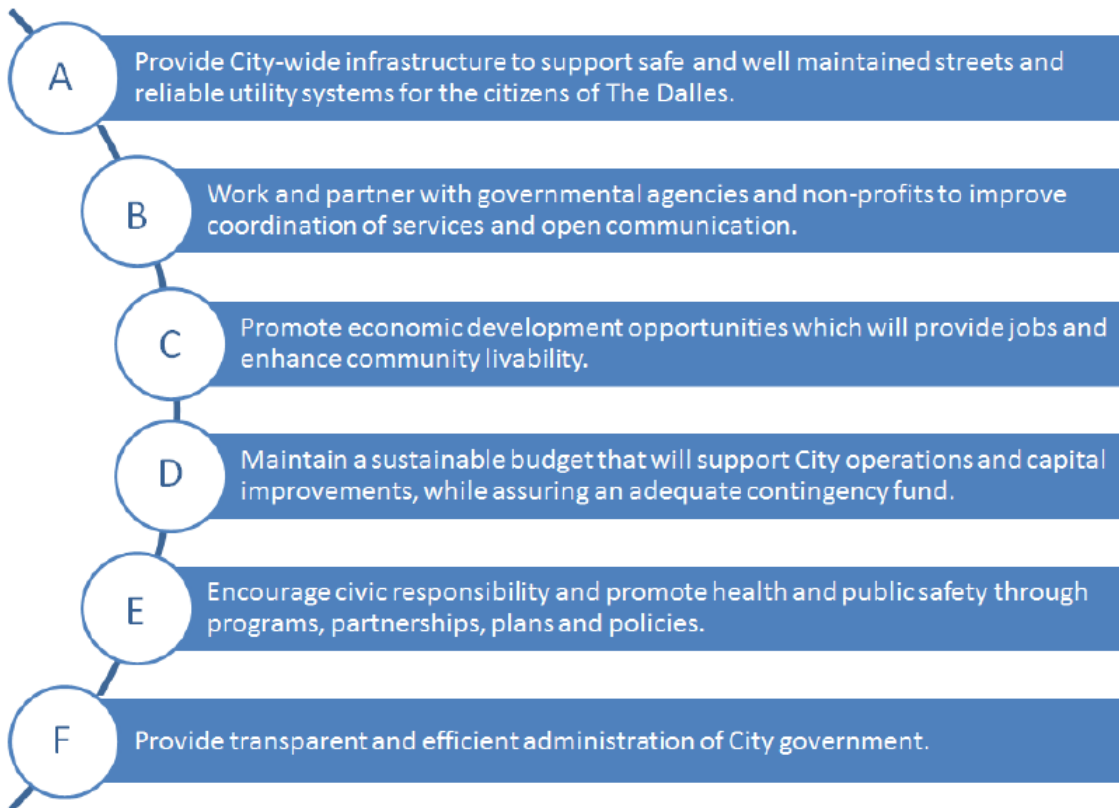 A
Provide City-wide infrastructure to support safe and well maintained streets and
reliable utility systems for the citizens of The Dalles.
B
Work and partner with governmental agencies and non-profits to improve
coordination of services and open communication.
C
Promote economic development opportunities which will provide jobs and
enhance community livability.
D
Maintain a sustainable budget that will support City operations and capital
improvements, while assuring an adequate contingency fund.
E
Encourage civic responsibility and promote health and public safety through
programs, partnerships, plans and policies.
F
Provide transparent and efficient administration of City government.